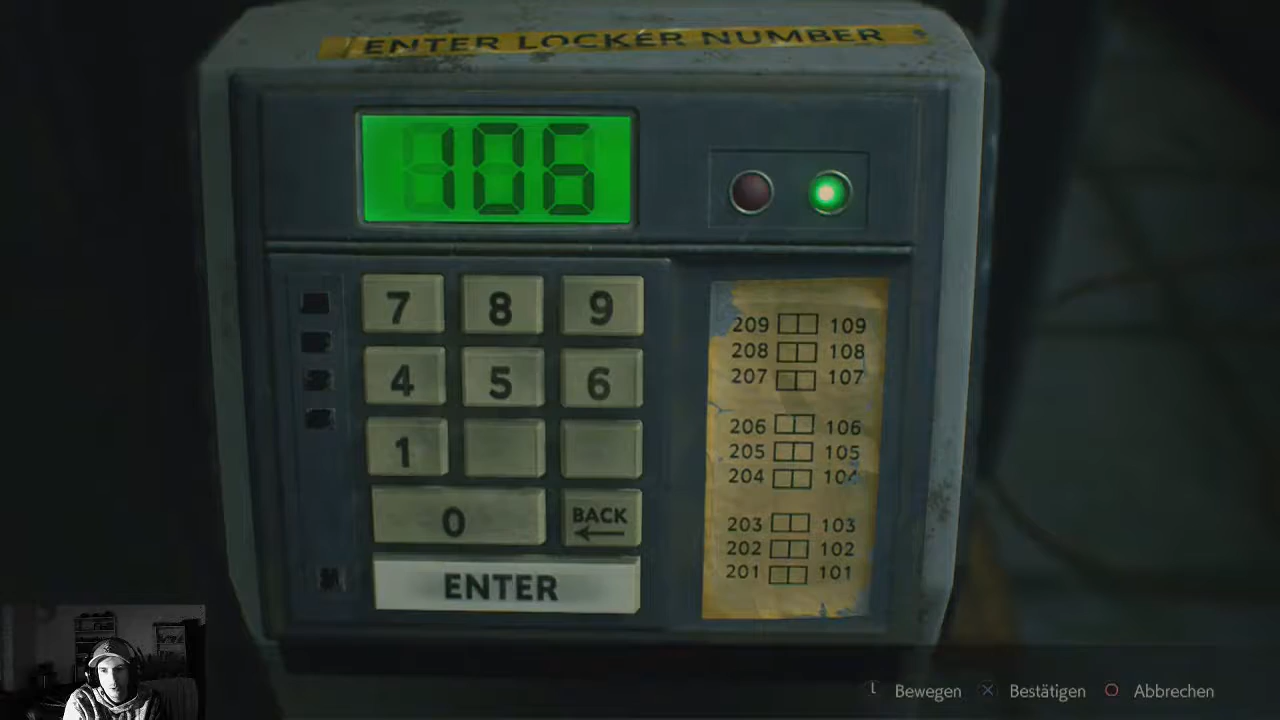 ENTER LOCKER NUMBER
106
7 8 9
4 5 6
1
0 BACK
ENTER
209 109
208 108
207 107
206 106
205 105
204 104
203 103
202 102
201 101
L Bewegen Bestätigen Abbrechen